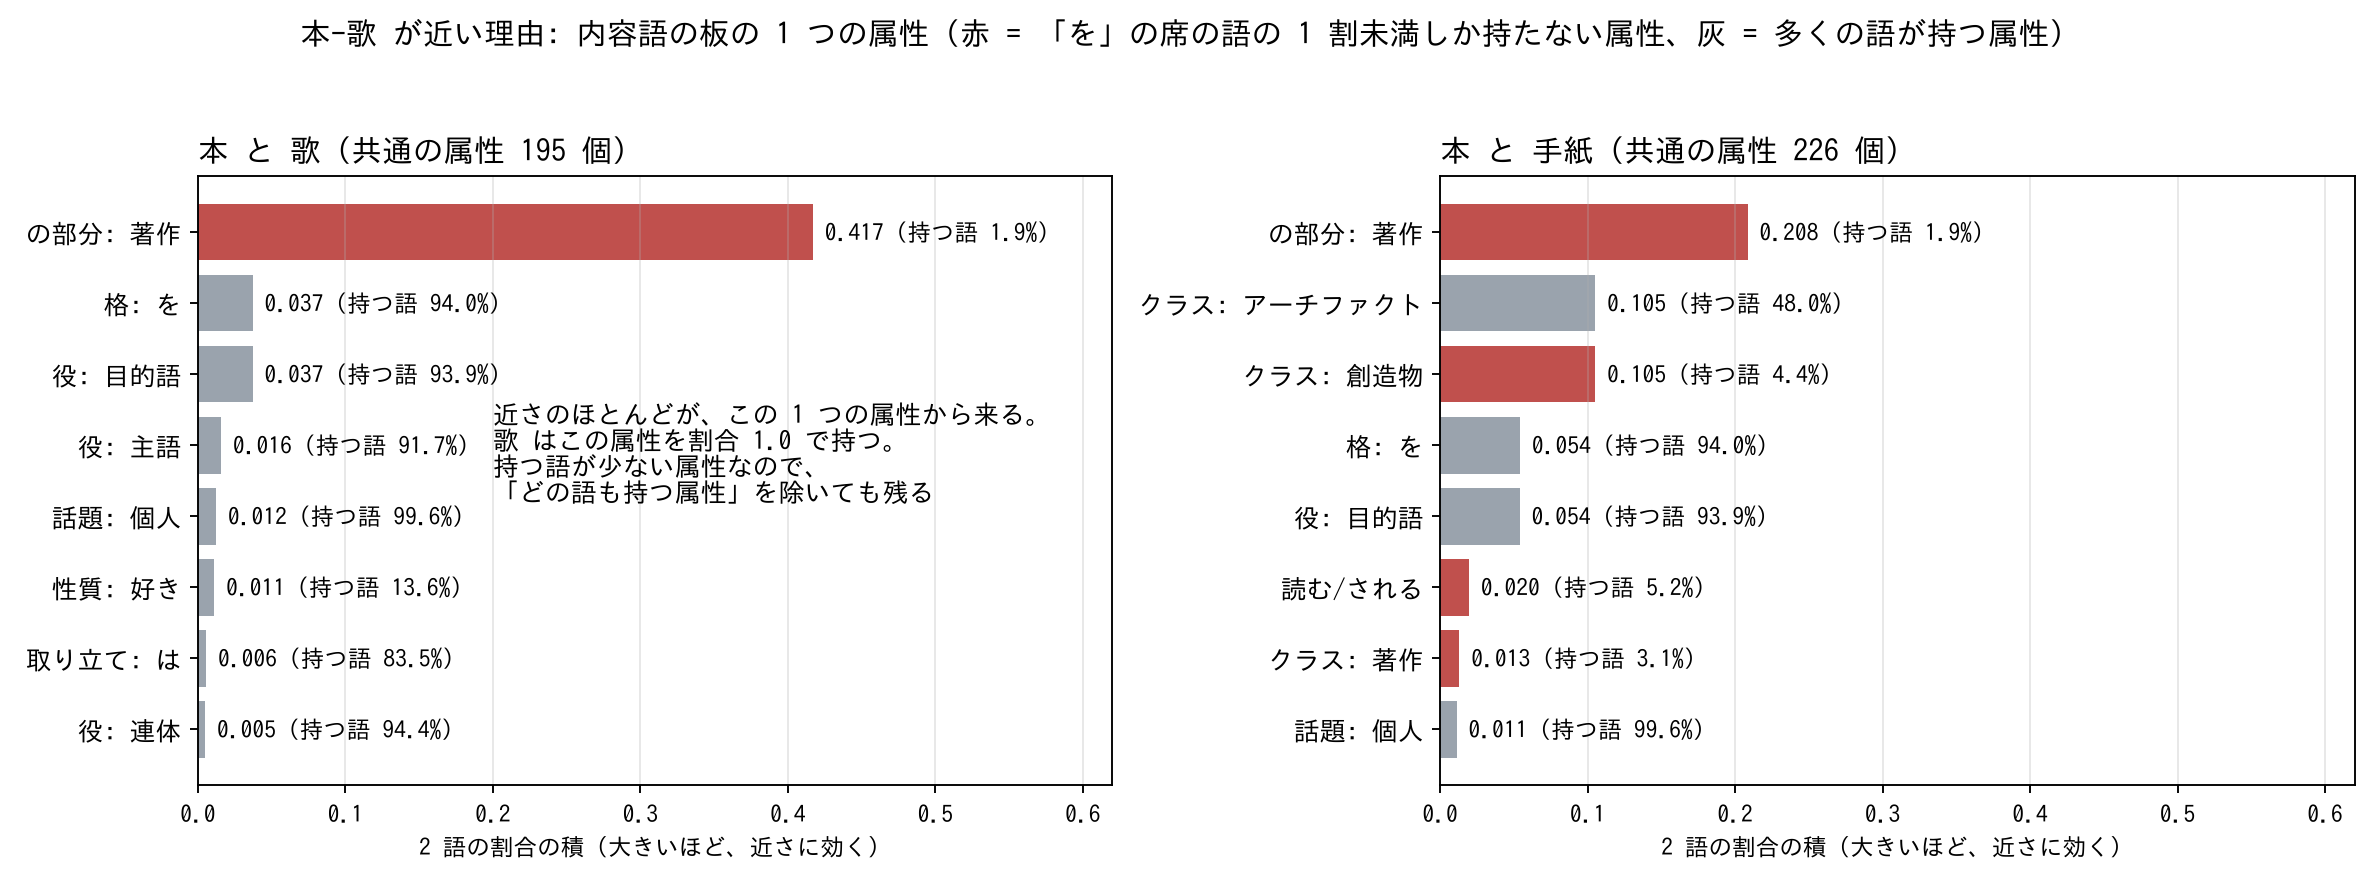 本-歌 が近い理由: 内容語の板の 1 つの属性（赤 = 「を」の席の語の 1 割未満しか持たない属性、灰 = 多くの語が持つ属性）
本 と 歌（共通の属性 195 個）
の部分: 著作
0.417（持つ語 1.9%）
格: を
0.037（持つ語 94.0%）
役: 目的語
0.037（持つ語 93.9%）
役: 主語
0.016（持つ語 91.7%）
話題: 個人
0.012（持つ語 99.6%）
性質: 好き
0.011（持つ語 13.6%）
取り立て: は
0.006（持つ語 83.5%）
役: 連体
0.005（持つ語 94.4%）
近さのほとんどが、この 1 つの属性から来る。
歌 はこの属性を割合 1.0 で持つ。
持つ語が少ない属性なので、
「どの語も持つ属性」を除いても残る
0.0 0.1 0.2 0.3 0.4 0.5 0.6
2 語の割合の積（大きいほど、近さに効く）
本 と 手紙（共通の属性 226 個）
の部分: 著作
0.208（持つ語 1.9%）
クラス: アーチファクト
0.105（持つ語 48.0%）
クラス: 創造物
0.105（持つ語 4.4%）
格: を
0.054（持つ語 94.0%）
役: 目的語
0.054（持つ語 93.9%）
読む/される
0.020（持つ語 5.2%）
クラス: 著作
0.013（持つ語 3.1%）
話題: 個人
0.011（持つ語 99.6%）
0.0 0.1 0.2 0.3 0.4 0.5 0.6
2 語の割合の積（大きいほど、近さに効く）